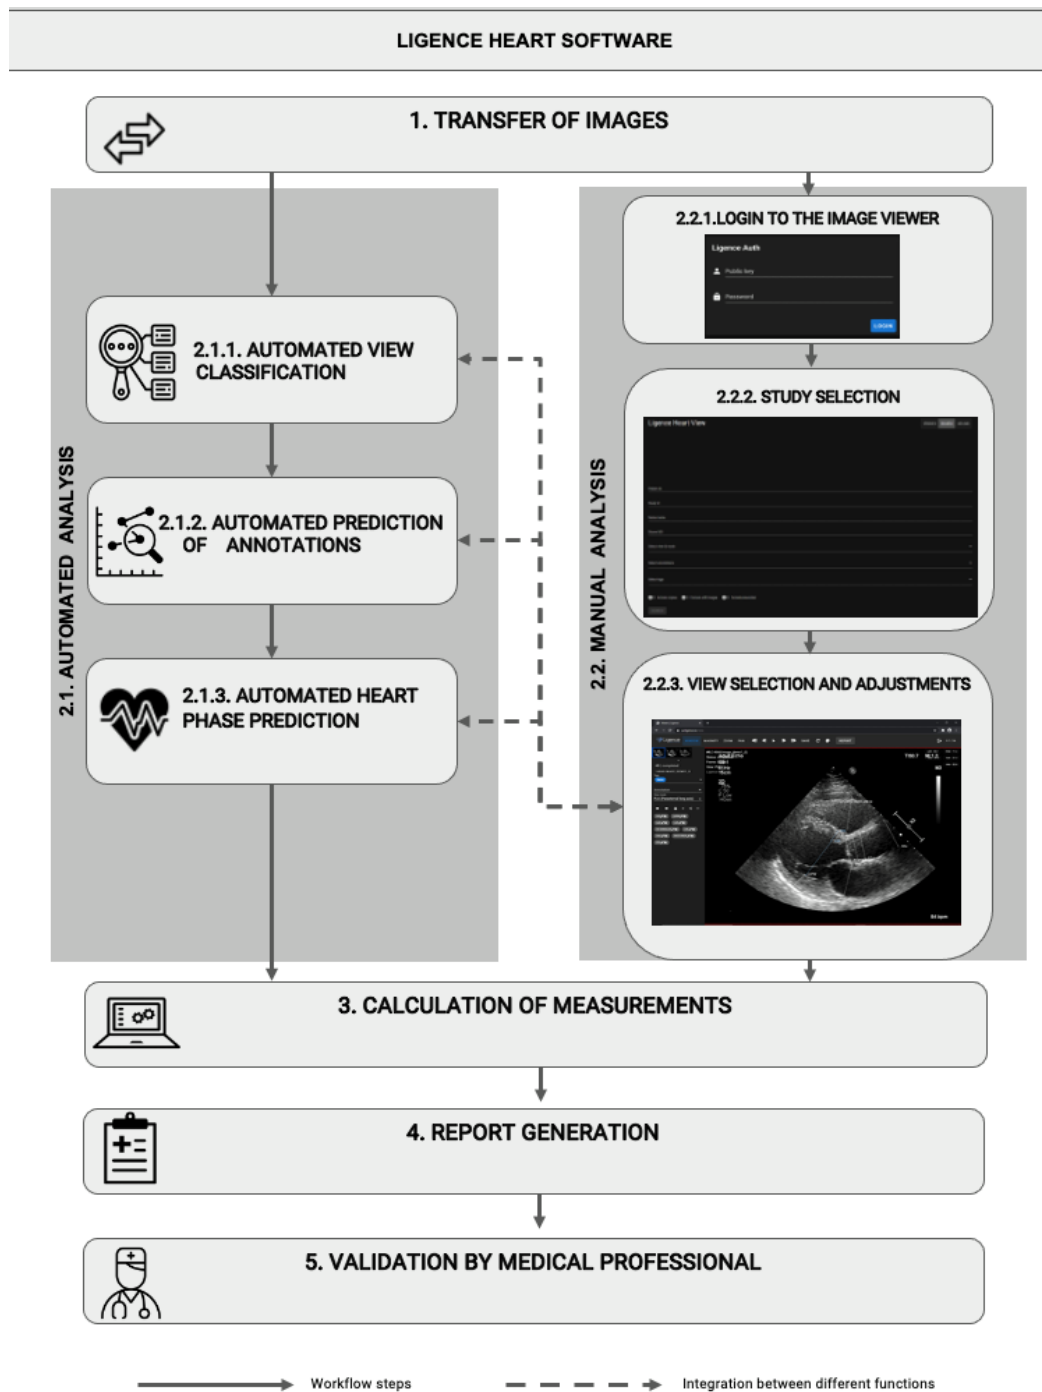 LIGENCE HEART SOFTWARE
1. TRANSFER OF IMAGES
2.1. AUTOMATED ANALYSIS
2.1.1. AUTOMATED VIEW
CLASSIFICATION
2.1.2. AUTOMATED PREDICTION
OF ANNOTATIONS
2.1.3. AUTOMATED HEART
PHASE PREDICTION
2.2. MANUAL ANALYSIS
2.2.1.LOGIN TO THE IMAGE VIEWER
Ligence Auth
Public key
Password
LOGIN
2.2.2. STUDY SELECTION
Ligence Heart View
2.2.3. VIEW SELECTION AND ADJUSTMENTS
Ligence
84 bpm
3. CALCULATION OF MEASUREMENTS
4. REPORT GENERATION
5. VALIDATION BY MEDICAL PROFESSIONAL
Workflow steps
Integration between different functions